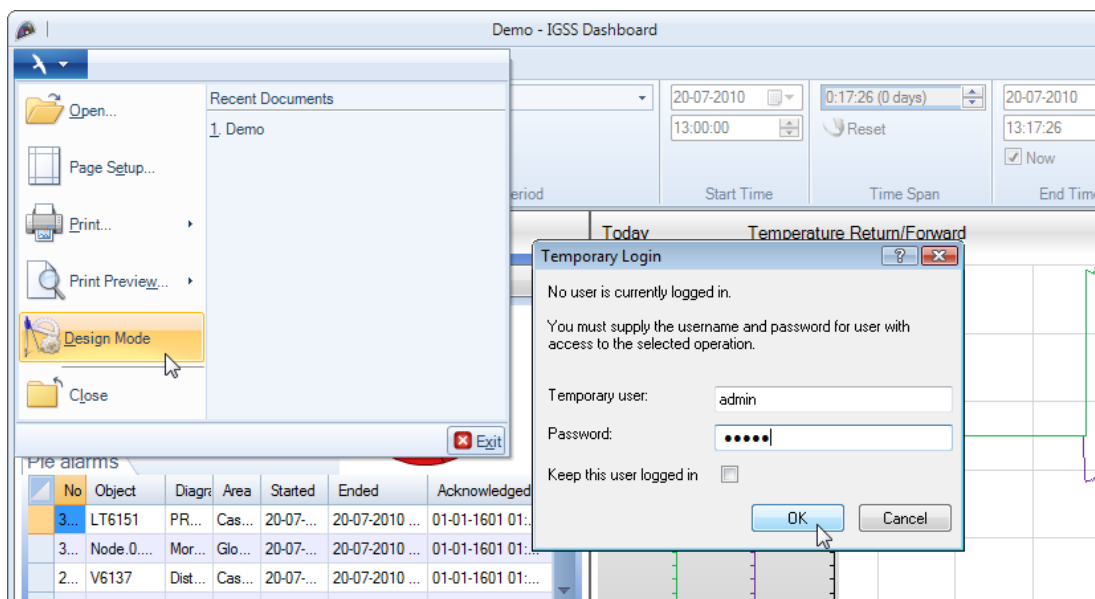 Demo - IGSS Dashboard
Open...
Page Setup...
Print...
Print Preview...
Design Mode
Close
Recent Documents
1. Demo
Exit
eriod
20-07-2010
13:00:00
Start Time
0:17:26 (0 days)
Reset
Time Span
20-07-2010
13:17:26
Now
End Time
Today
Temperature Return/Forward
Temporary Login
No user is currently logged in.
You must supply the username and password for user with
access to the selected operation.
Temporary user: admin
Password: •••••
Keep this user logged in
OK Cancel
Pie alarms
No Object Diagra Area Started Ended Acknowledged
3... LT6151 PR... Cas... 20-07-... 20-07-2010 ... 01-01-1601 01:...
3... Node.0.... Mor... Glo... 20-07-... 20-07-2010 ... 01-01-1601 01:...
2... V6137 Dist... Cas... 20-07-... 20-07-2010 ... 01-01-1601 01:...